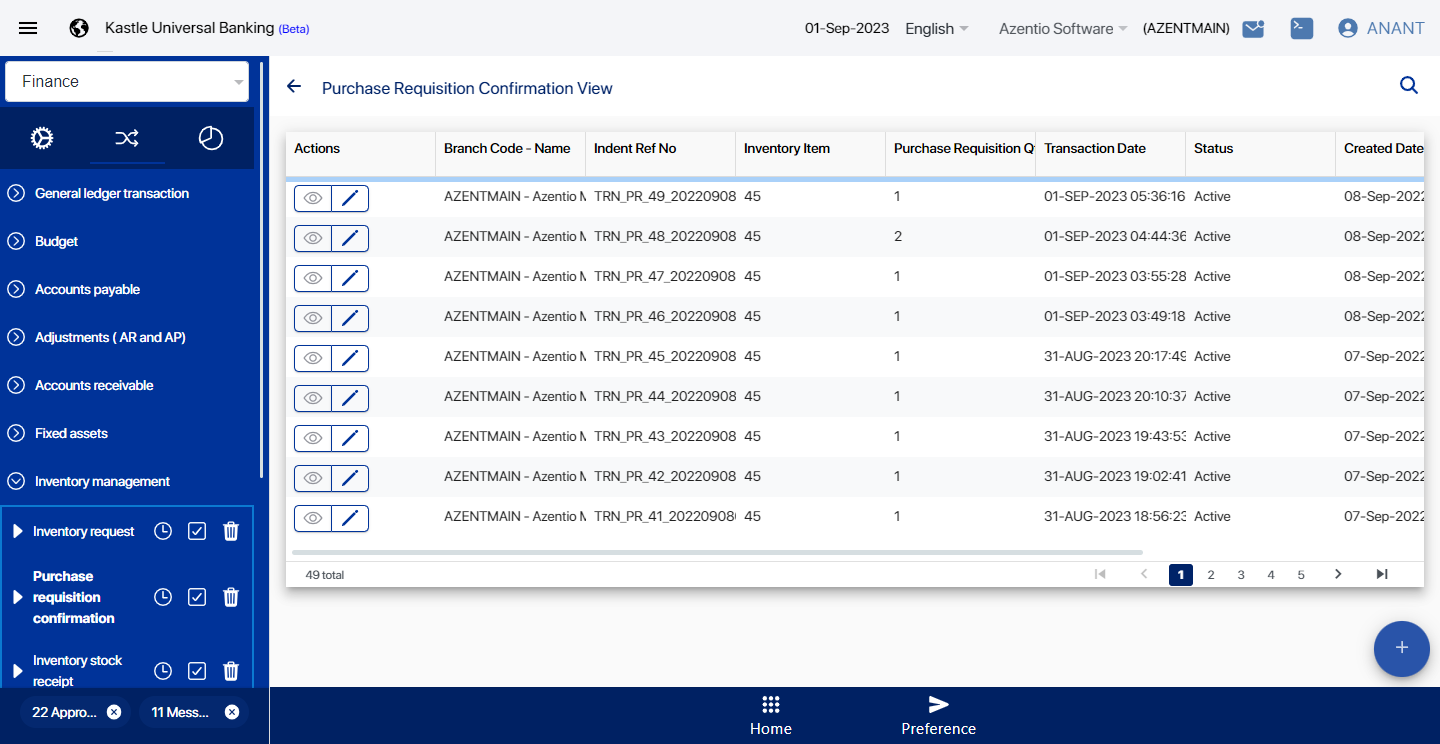 Kastle Universal Banking (Beta) 01-Sep-2023 English Azentio Software (AZENTMAIN) ANANT
Finance
Purchase Requisition Confirmation View
General ledger transaction
Budget
Accounts payable
Adjustments ( AR and AP)
Accounts receivable
Fixed assets
Inventory management
Inventory request
Purchase
requisition
confirmation
Inventory stock
receipt
22 Appro... 11 Mess...
Actions Branch Code - Name Indent Ref No Inventory Item Purchase Requisition Q Transaction Date Status Created Date
AZENTMAIN - Azentio M TRN_PR_49_20220908 45 1 01-SEP-2023 05:36:16 Active 08-Sep-2022
AZENTMAIN - Azentio M TRN_PR_48_20220908 45 2 01-SEP-2023 04:44:36 Active 08-Sep-2022
AZENTMAIN - Azentio M TRN_PR_47_20220908 45 1 01-SEP-2023 03:55:28 Active 08-Sep-2022
AZENTMAIN - Azentio M TRN_PR_46_20220908 45 1 01-SEP-2023 03:49:18 Active 08-Sep-2022
AZENTMAIN - Azentio M TRN_PR_45_20220908 45 1 31-AUG-2023 20:17:49 Active 07-Sep-2022
AZENTMAIN - Azentio M TRN_PR_44_20220908 45 1 31-AUG-2023 20:10:37 Active 07-Sep-2022
AZENTMAIN - Azentio M TRN_PR_43_20220908 45 1 31-AUG-2023 19:43:53 Active 07-Sep-2022
AZENTMAIN - Azentio M TRN_PR_42_20220908 45 1 31-AUG-2023 19:02:41 Active 07-Sep-2022
AZENTMAIN - Azentio M TRN_PR_41_20220908 45 1 31-AUG-2023 18:56:23 Active 07-Sep-2022
49 total 1 2 3 4 5
Home Preference